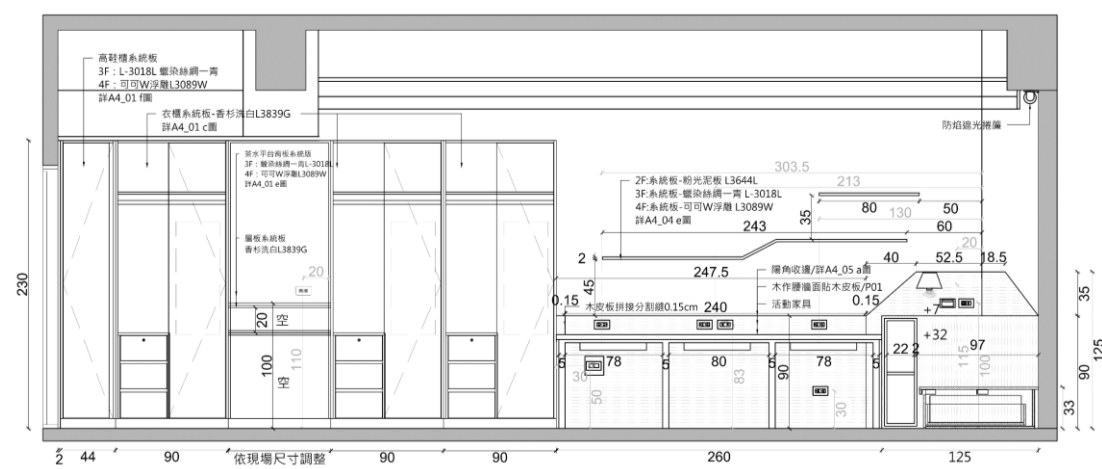 高鞋櫃系統板
3F：L-3018L 蠟染絲綢一青
4F：可可W浮雕L3089W
詳A4_01 f圖
衣櫃系統板-香杉洗白L3839G
詳A4_01 c圖
茶水平台背板系統版
3F：蠟染絲綢一青L-3018L
4F：可可W浮雕L3089W
詳A4_01 e圖
層板系統板
香杉洗白L3839G
防焰遮光捲簾
2F:系統板-粉光泥板 L3644L
3F:系統板-蠟染絲綢一青 L-3018L
4F:系統板-可可W浮雕 L3089W
詳A4_04 e圖
303.5
213
80
50
35
130
243
60
20
2
247.5
40
52.5
18.5
陽角收邊/詳A4_05 a圖
木作腰牆面貼木皮板/P01
活動家具
45
0.15
木皮板拼接分割縫0.15cm
240
0.15
20
20
空
100
空
110
230
5
78
5
80
5
78
5
30
50
83
90
30
22
2
+7
+32
115
100
97
35
90
125
33
2
44
90
依現場尺寸調整
90
90
260
125